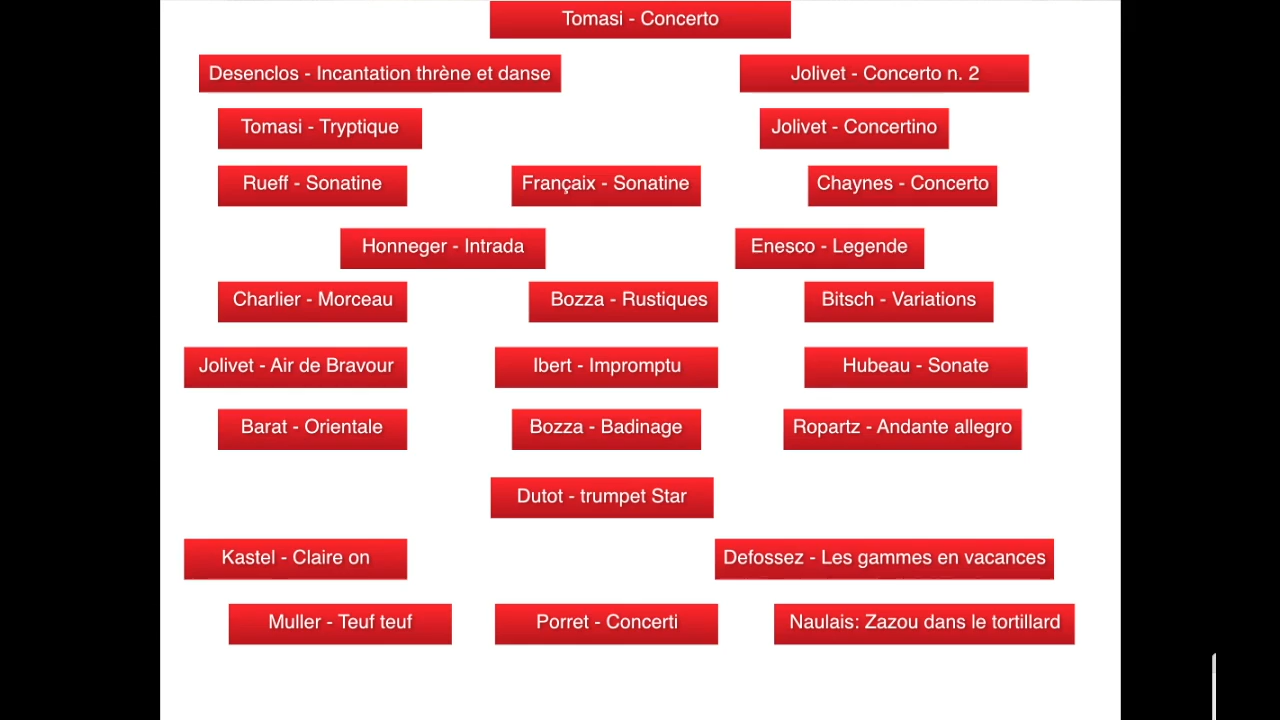 Tomasi - Concerto
Desenclos - Incantation thrène et danse
Jolivet - Concerto n. 2
Tomasi - Tryptique
Jolivet - Concertino
Rueff - Sonatine
Françaix - Sonatine
Chaynes - Concerto
Honneger - Intrada
Enesco - Legende
Charlier - Morceau
Bozza - Rustiques
Bitsch - Variations
Jolivet - Air de Bravour
Ibert - Impromptu
Hubeau - Sonate
Barat - Orientale
Bozza - Badinage
Ropartz - Andante allegro
Dutot - trumpet Star
Kastel - Claire on
Defossez - Les gammes en vacances
Muller - Teuf teuf
Porret - Concerti
Naulais: Zazou dans le tortillard